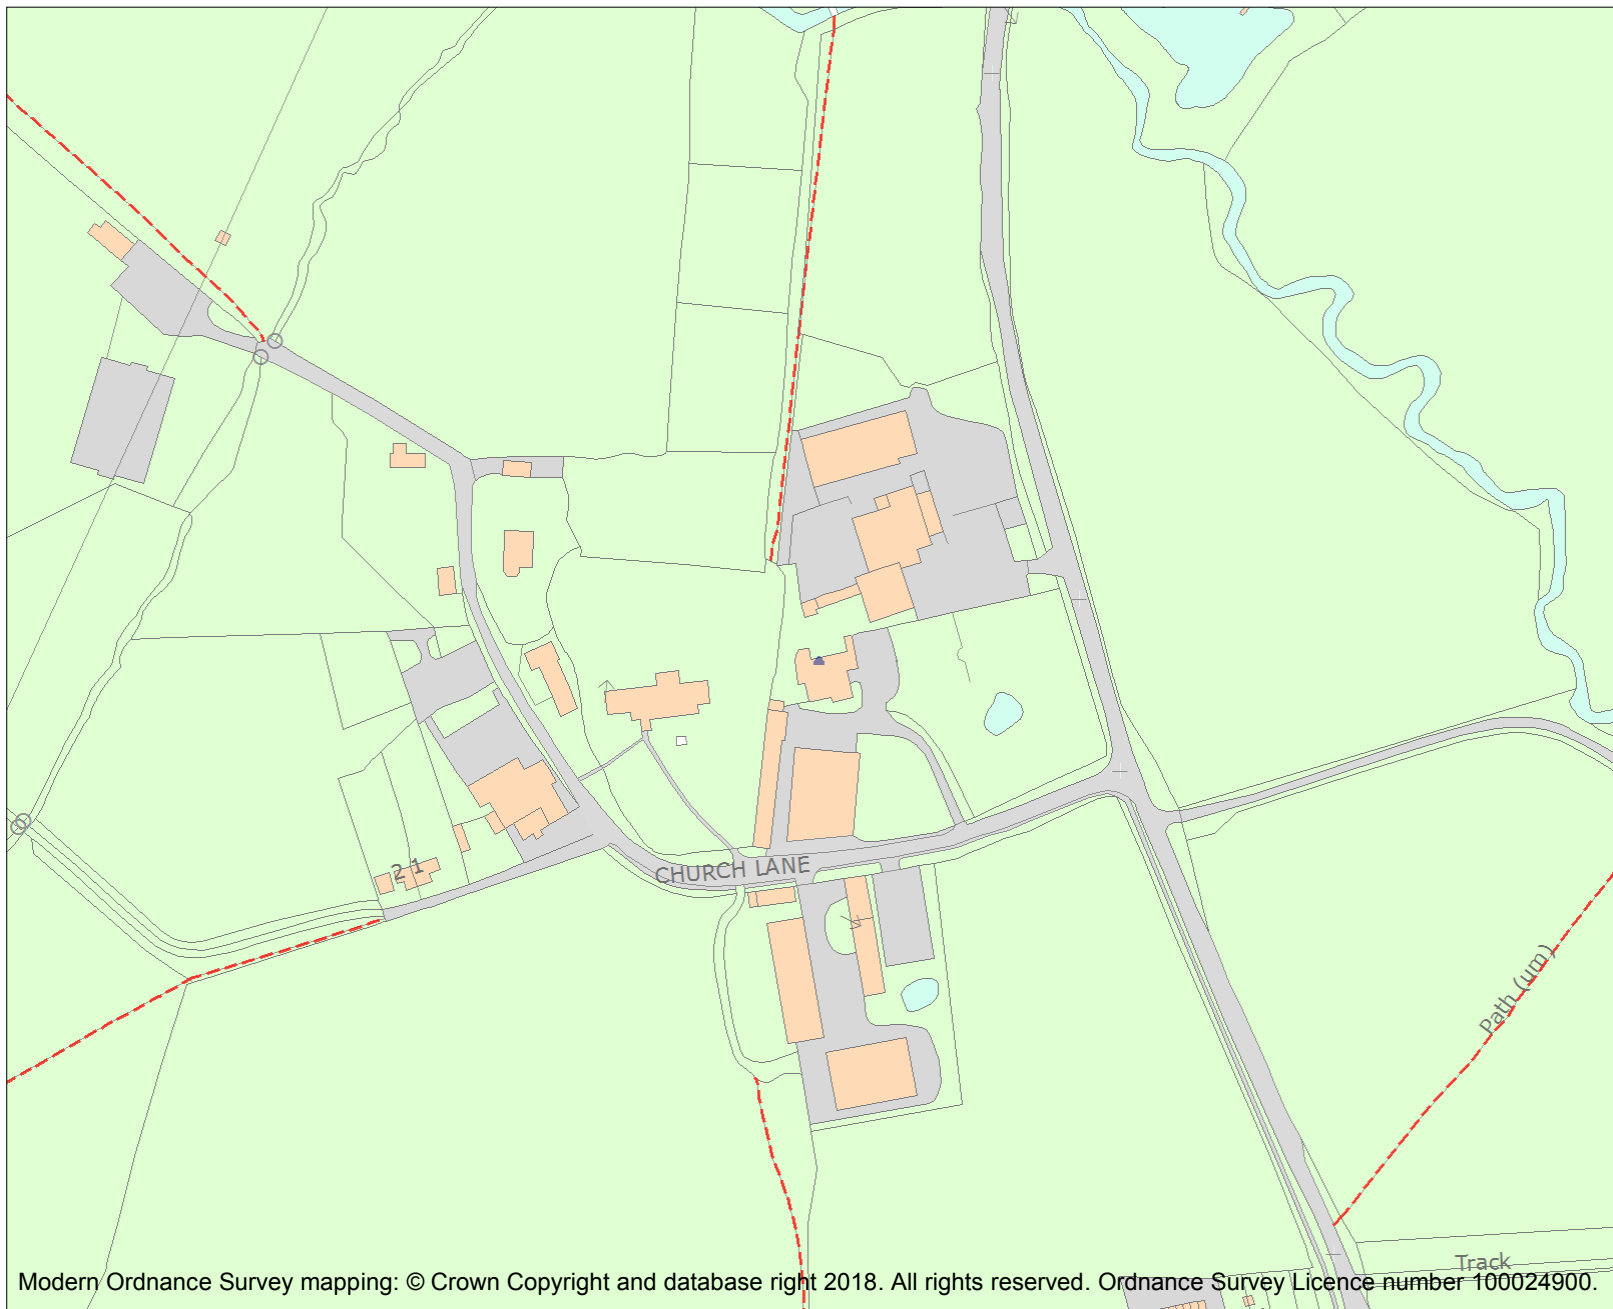 2 1
CHURCH LANE
Path (um)
Track
Modern Ordnance Survey mapping: © Crown Copyright and database right 2018. All rights reserved. Ordnance Survey Licence number 100024900.